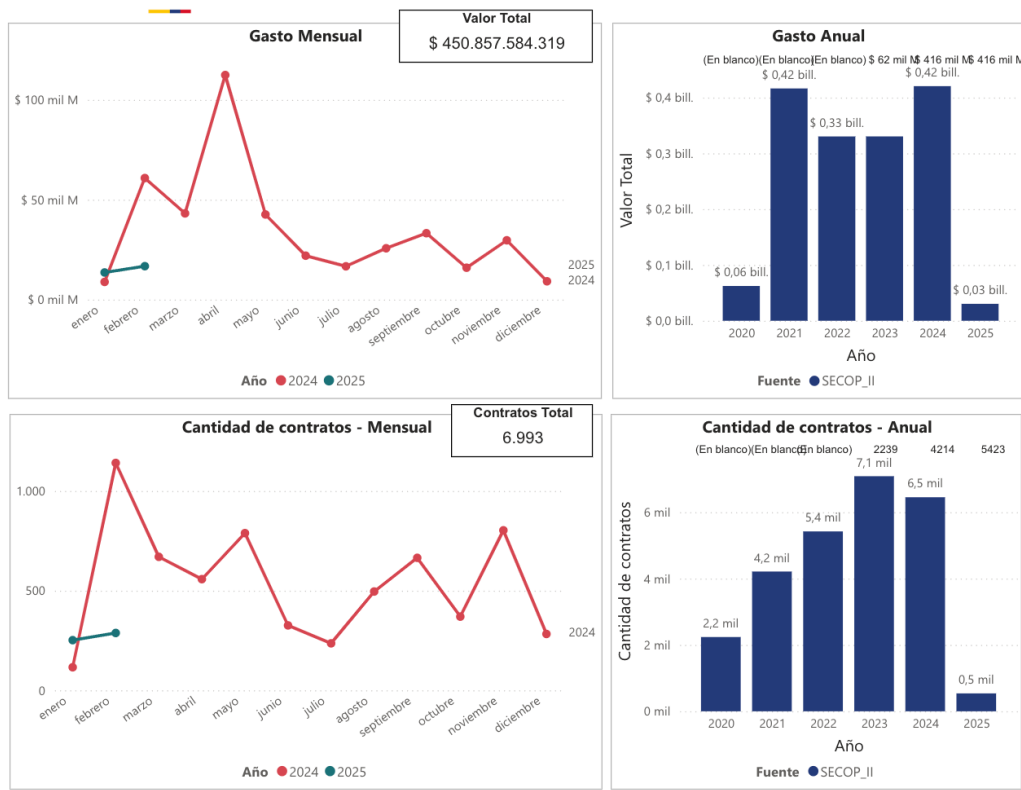 Gasto Mensual
Valor Total
$ 450.857.584.319
$ 100 mil M
$ 50 mil M
$ 0 mil M
enero
febrero
marzo
abril
mayo
junio
julio
agosto
septiembre
octubre
noviembre
diciembre
2025
2024
Año 2024 2025
Gasto Anual
(En blanco) (En blanco) (En blanco) $ 62 mil M $ 416 mil M $ 416 mil M
Valor Total
$ 0,4 bill.
$ 0,3 bill.
$ 0,2 bill.
$ 0,1 bill.
$ 0,0 bill.
$ 0,06 bill.
$ 0,42 bill.
$ 0,33 bill.
$ 0,42 bill.
$ 0,03 bill.
2020 2021 2022 2023 2024 2025
Año
Fuente SECOP_II
Cantidad de contratos - Mensual
Contratos Total
6.993
1.000
500
0
enero
febrero
marzo
abril
mayo
junio
julio
agosto
septiembre
octubre
noviembre
diciembre
2024
Año 2024 2025
Cantidad de contratos - Anual
(En blanco) (En blanco) (En blanco) 2239 4214 5423
Cantidad de contratos
6 mil
4 mil
2 mil
0 mil
2,2 mil
4,2 mil
5,4 mil
7,1 mil
6,5 mil
0,5 mil
2020 2021 2022 2023 2024 2025
Año
Fuente SECOP_II